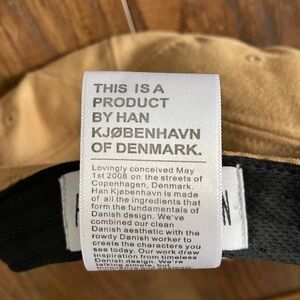 THIS IS A
PRODUCT
BY HAN
KJØBENHAVN
OF DENMARK.
Lovingly conceived May
1st 2008 on the streets of
Copenhagen, Denmark.
Han Kjøbenhavn is made
of all the ingredients that
form the fundamentals of
Danish design. We've
combined our clean
Danish aesthetic with the
rowdy Danish worker to
create the characters you
see today. Our work draw
inspiration from timeless
Danish design. We're